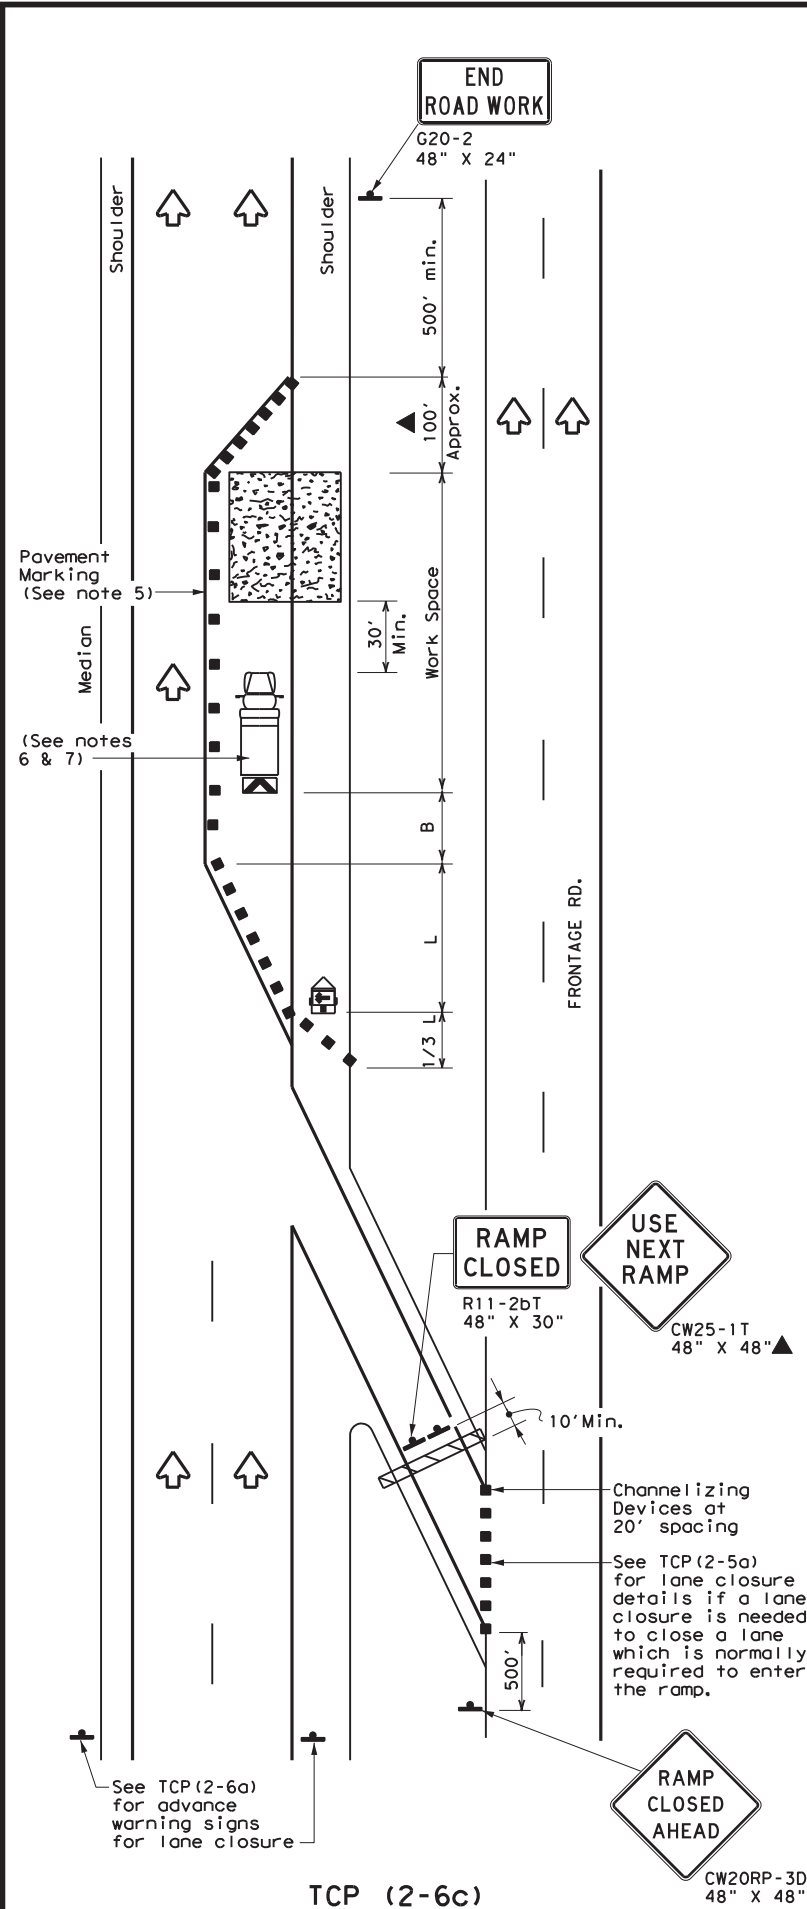 END
ROAD WORK
G20-2
48" X 24"
Shoulder
Shoulder
500' min.
100'
Approx.
Pavement
Marking
(See note 5)
30'
Min.
Work Space
Median
(See notes
6 & 7)
B
L
FRONTAGE RD.
1/3 L
RAMP
CLOSED
R11-2bT
48" X 30"
USE
NEXT
RAMP
CW25-1T
48" X 48"
10'Min.
Channelizing
Devices at
20' spacing
See TCP(2-5a)
for lane closure
details if a lane
closure is needed
to close a lane
which is normally
required to enter
the ramp.
500'
See TCP(2-6a)
for advance
warning signs
for lane closure
RAMP
CLOSED
AHEAD
CW20RP-3D
48" X 48"
TCP (2-6c)